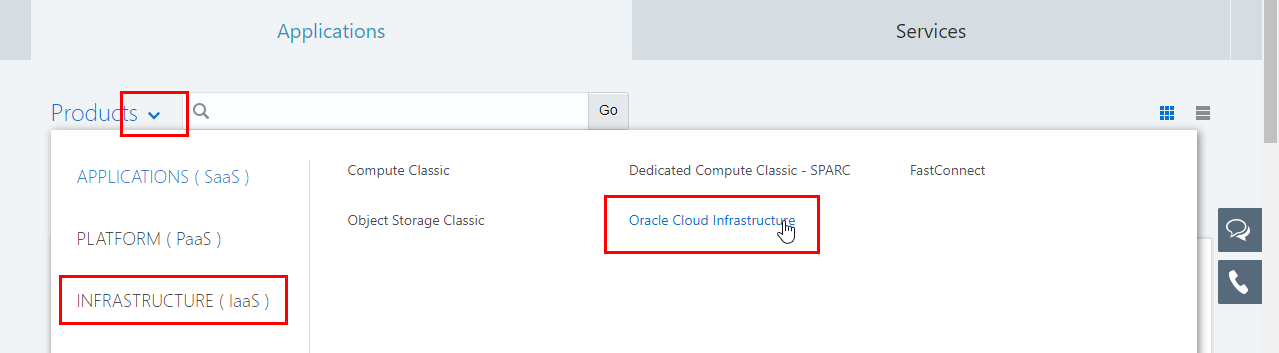 Applications
Services
Products
Go
APPLICATIONS ( SaaS )
PLATFORM ( PaaS )
INFRASTRUCTURE ( IaaS )
Compute Classic
Dedicated Compute Classic - SPARC
FastConnect
Object Storage Classic
Oracle Cloud Infrastructure